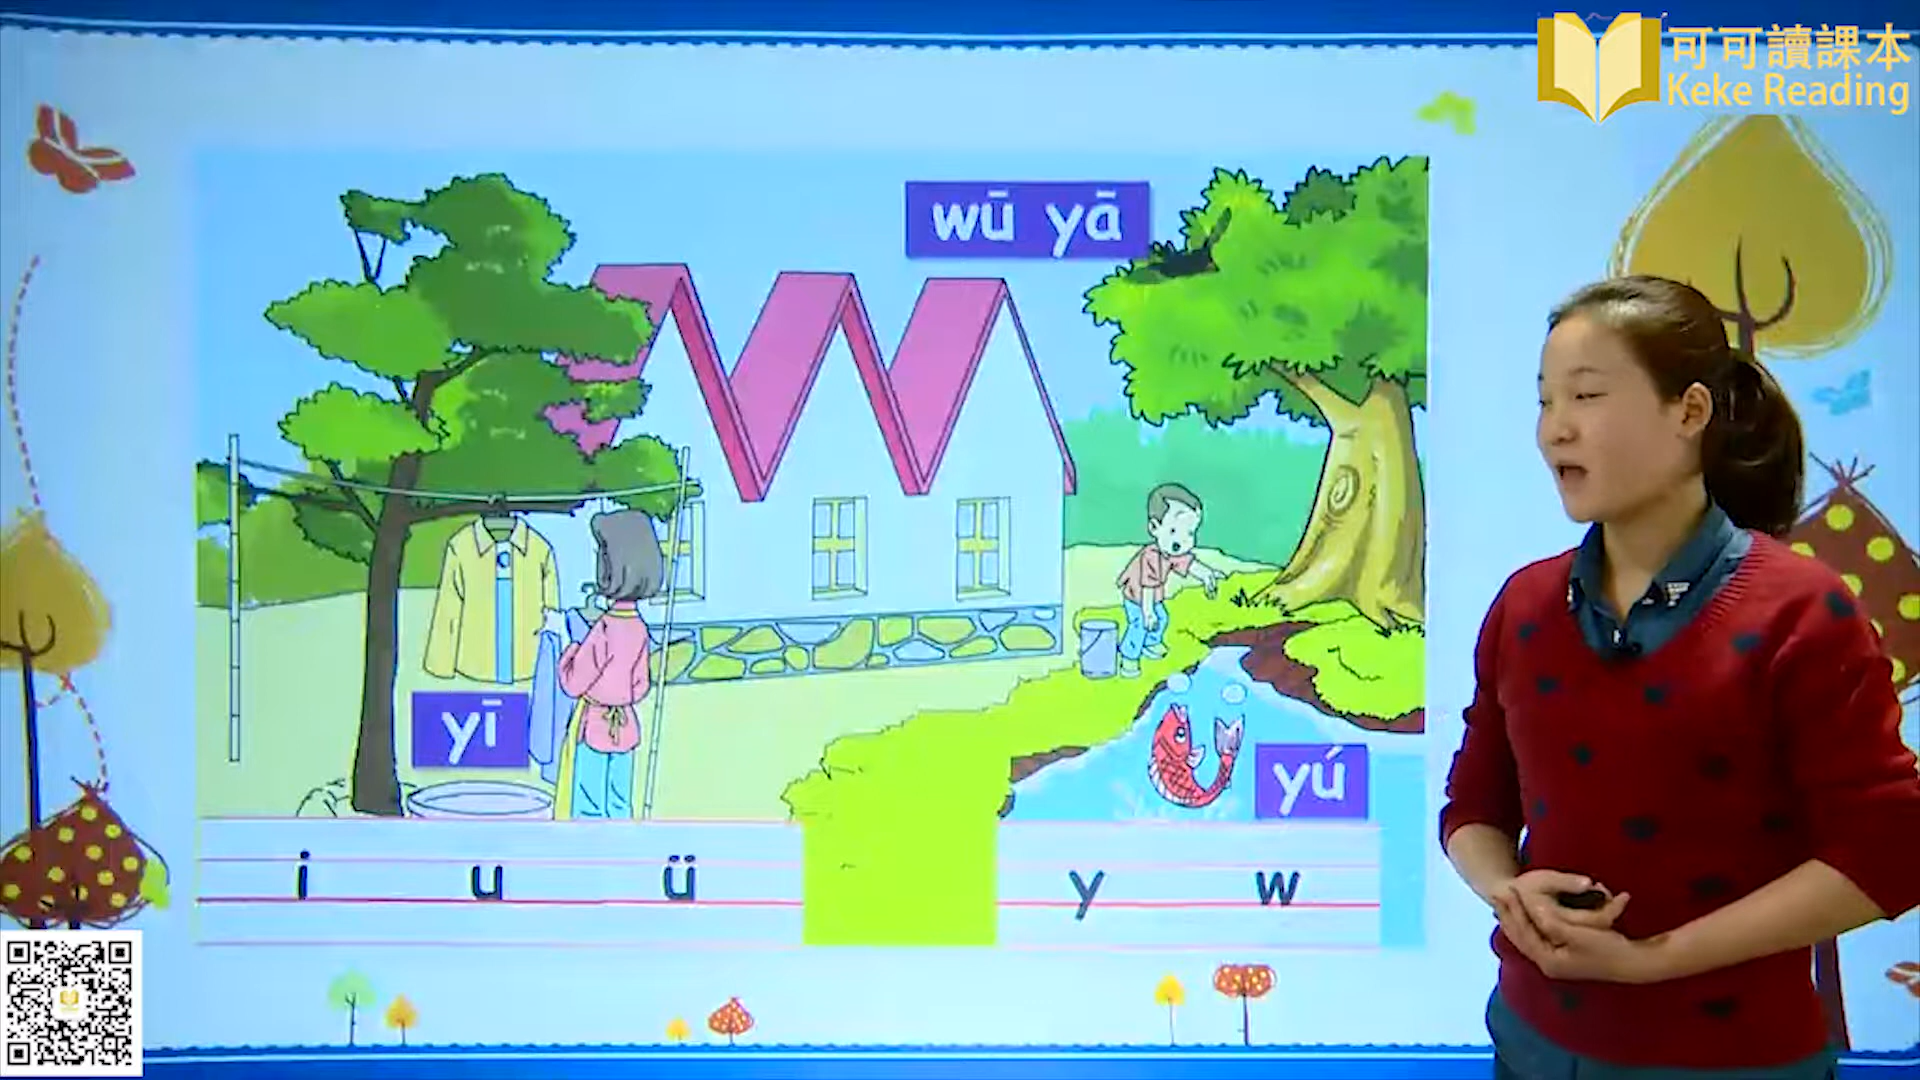 可可讀課本
Keke Reading
wū yā
yī
yú
i u ü y w